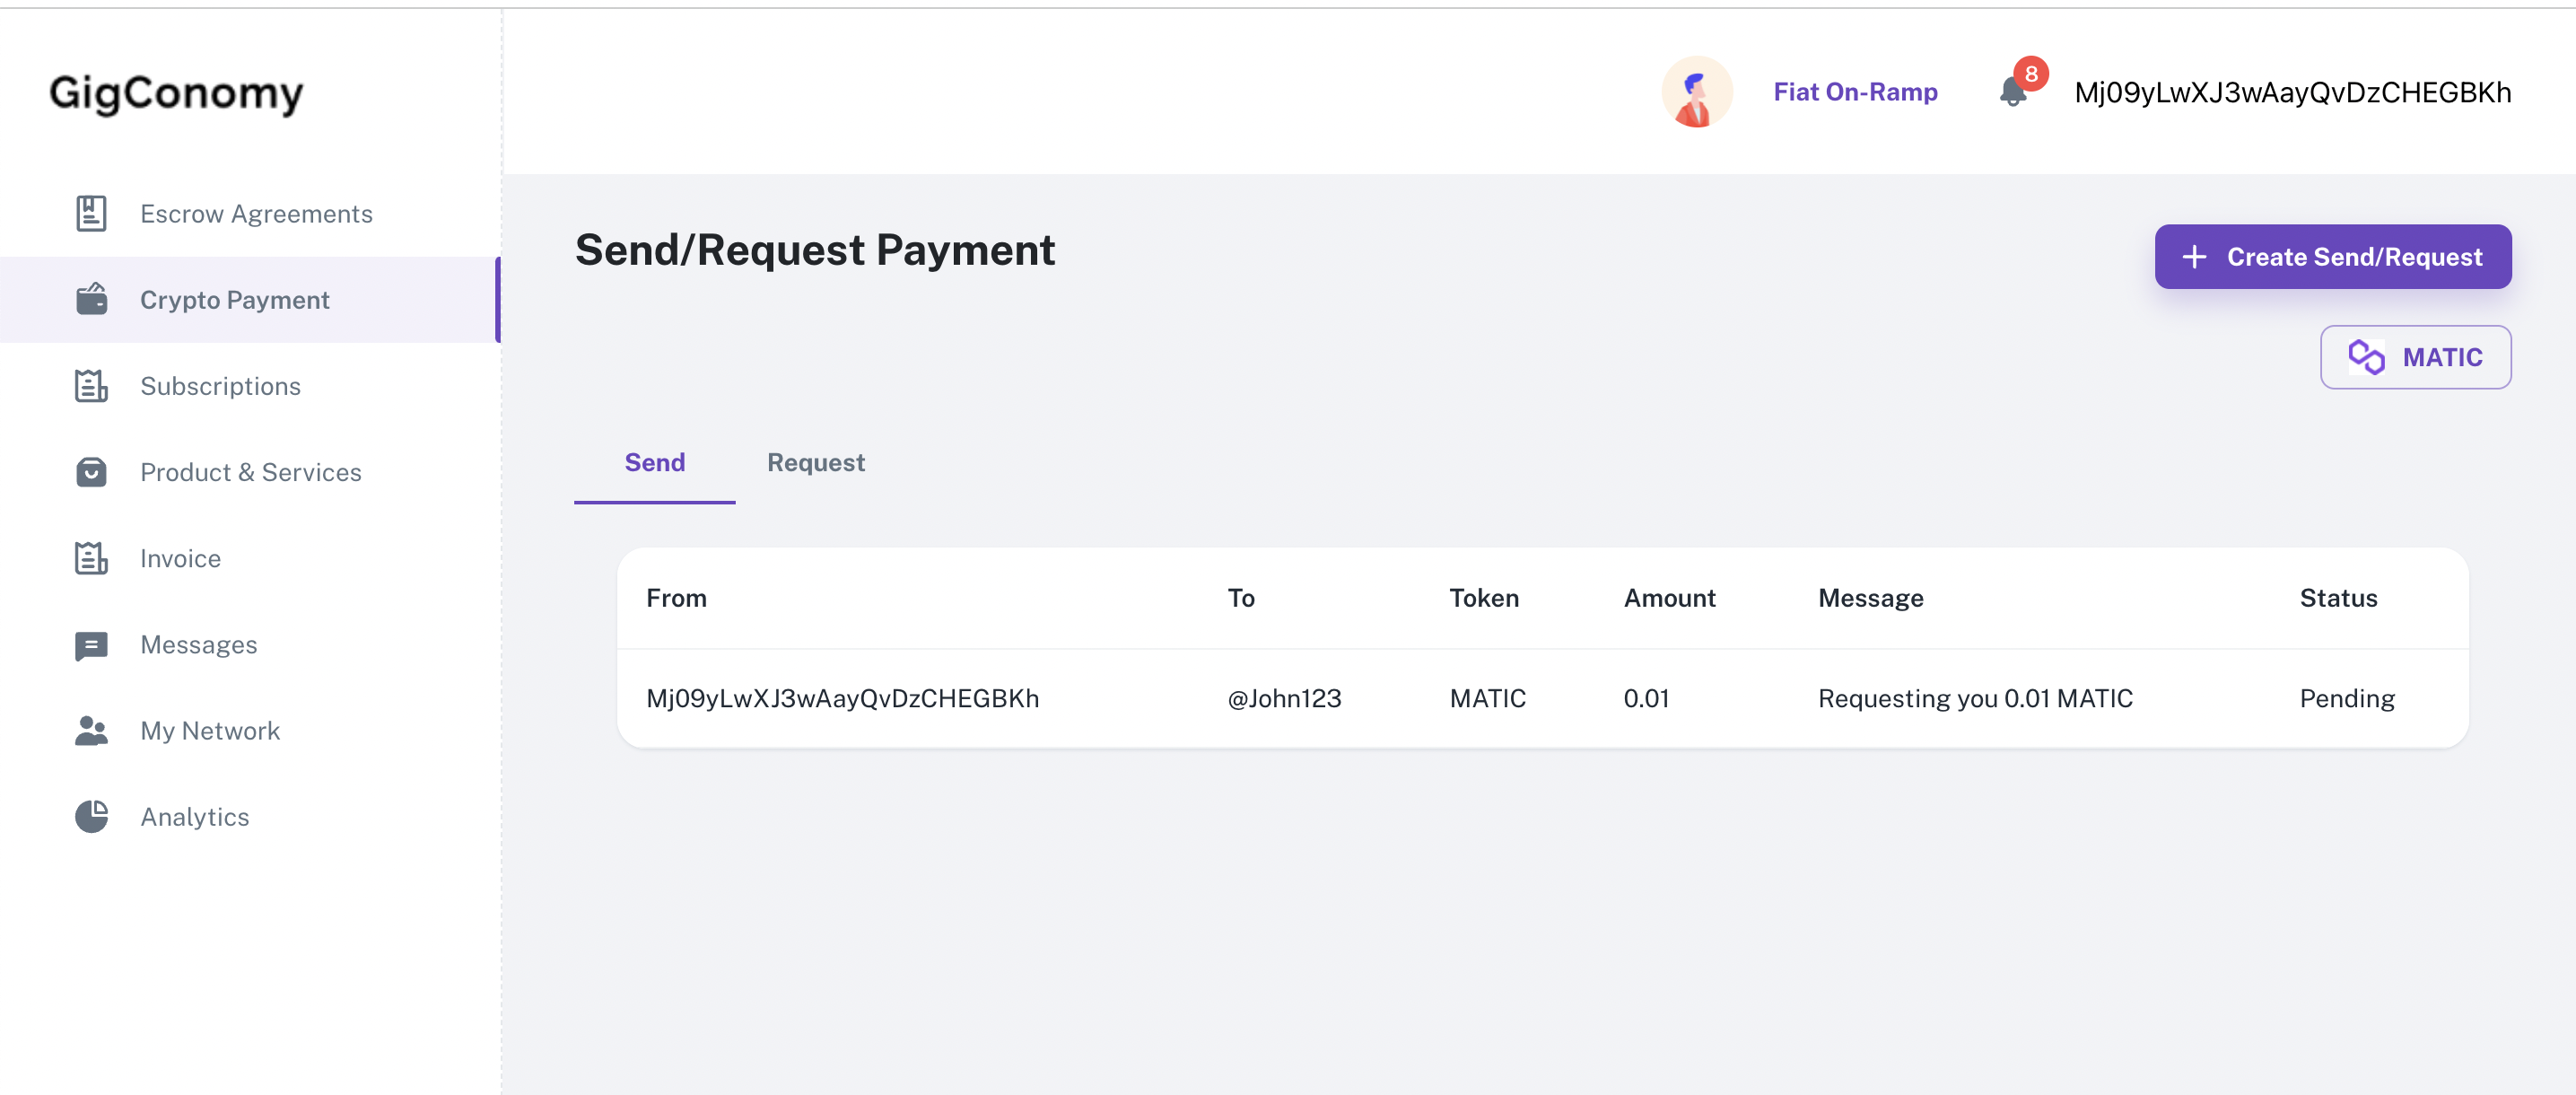 GigConomy
Fiat On-Ramp
8
Mj09yLwXJ3wAayQvDzCHEGBKh
Escrow Agreements
Crypto Payment
Subscriptions
Product & Services
Invoice
Messages
My Network
Analytics
Send/Request Payment
Create Send/Request
MATIC
Send Request
From To Token Amount Message Status
Mj09yLwXJ3wAayQvDzCHEGBKh @John123 MATIC 0.01 Requesting you 0.01 MATIC Pending